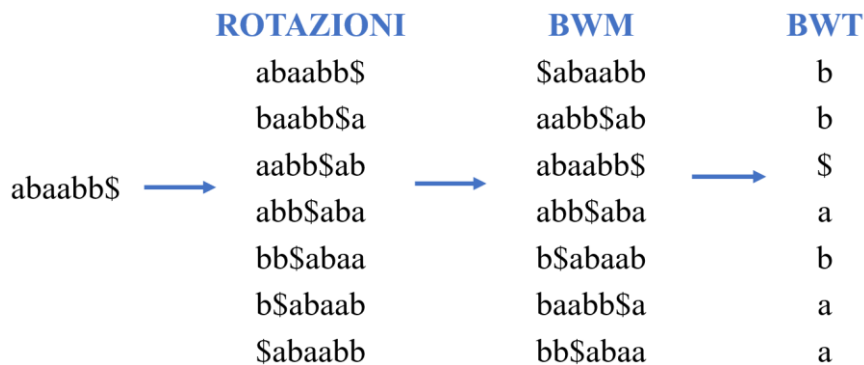 ROTAZIONI BWM BWT
abaabb$ $abaabb b
baabb$a aabb$ab b
aabb$ab abaabb$ $
abaabb$
abb$aba abb$aba a
bb$abaa b$abaab b
b$abaab baabb$a a
$abaabb bb$abaa a